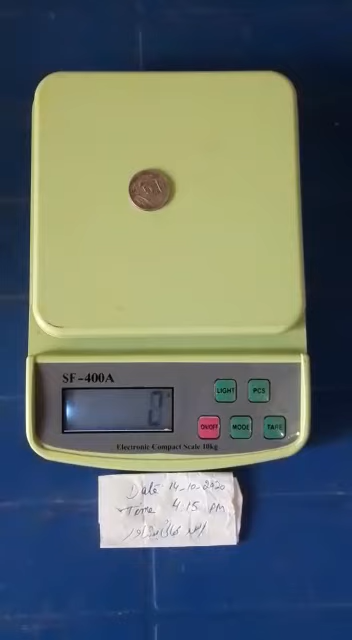 SF-400A
0
LIGHT PCS
ON/OFF MODE TARE
Electronic Compact Scale 10kg
Date 14-10-2020
Time 4:15 PM